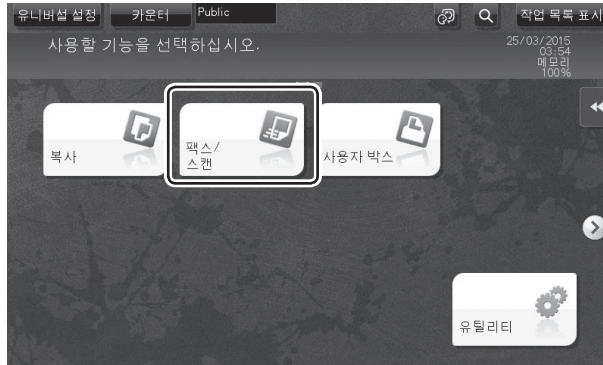 유니버설 설정
카운터
Public
작업 목록 표시
사용할 기능을 선택하십시오.
25/03/2015
03:54
메모리
100%
복사
팩스/
스캔
사용자 박스
유틸리티